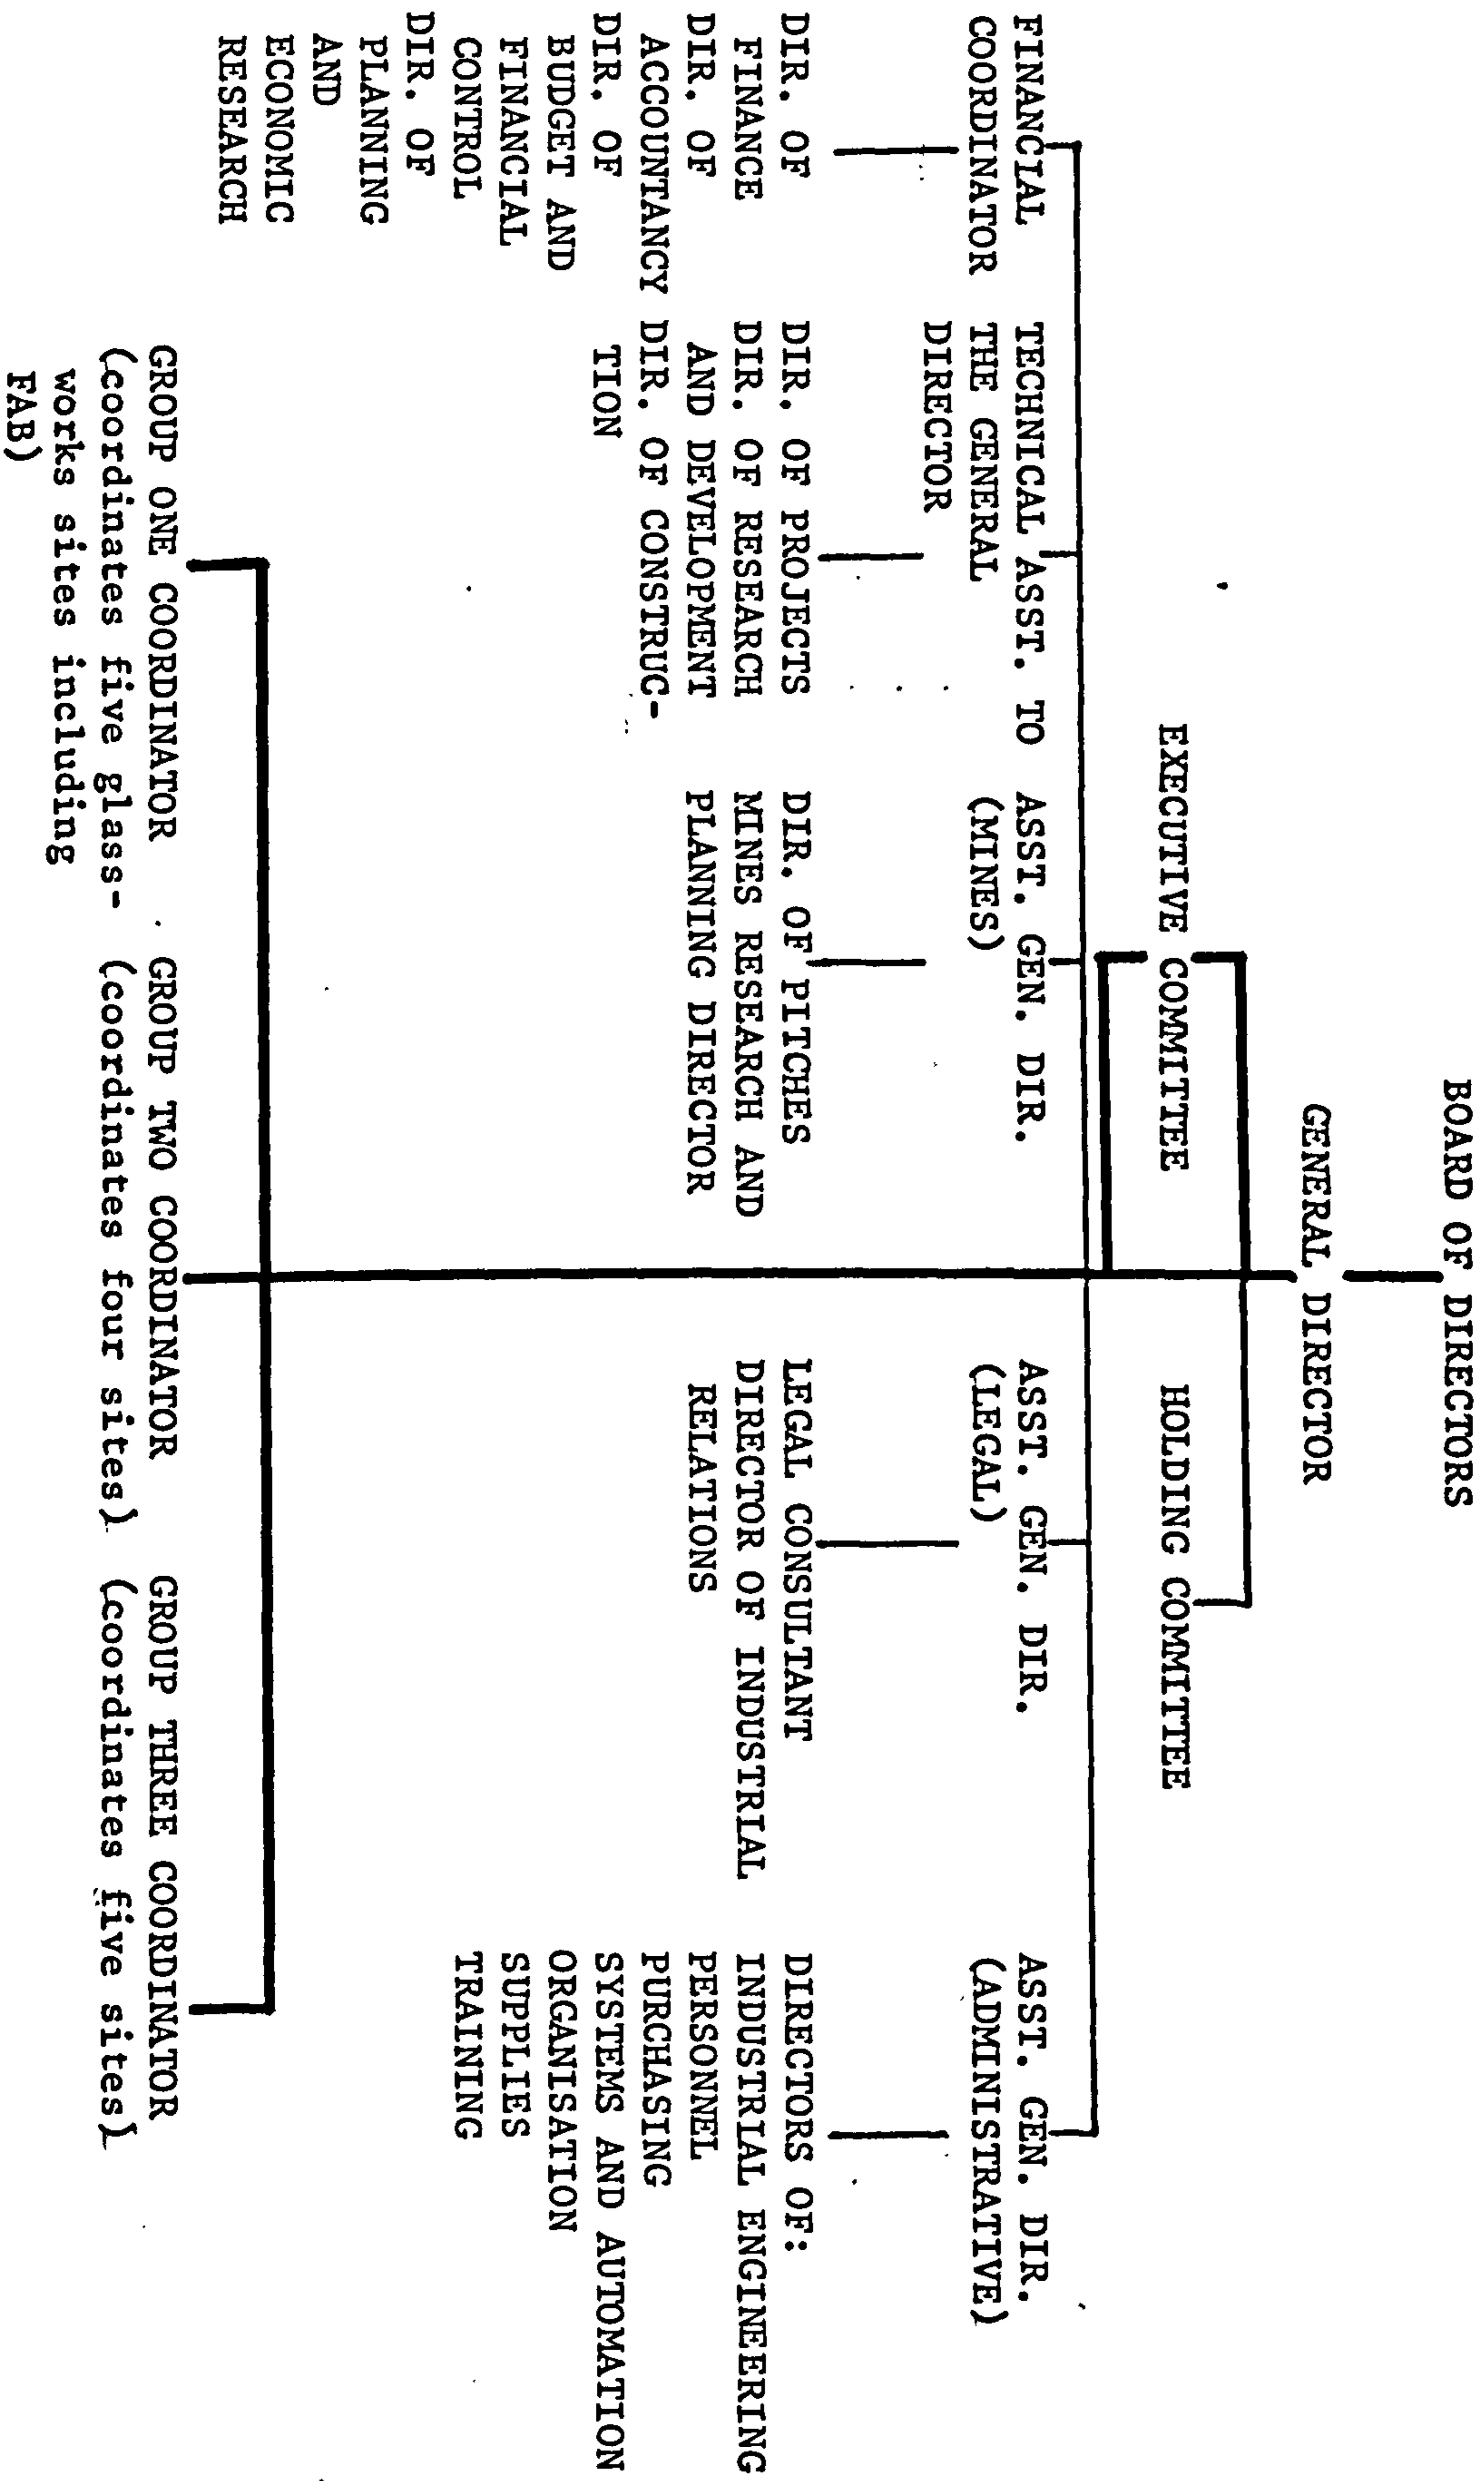 BOARD OF DIRECTORS
GENERAL DIRECTOR
EXECUTIVE COMMITTEE
HOLDING COMMITTEE
FINANCIAL
COORDINATOR
TECHNICAL ASST. TO
THE GENERAL
DIRECTOR
ASST. GEN. DIR.
(MINES)
ASST. GEN. DIR.
(LEGAL)
ASST. GEN. DIR.
(ADMINISTRATIVE)
DIR. OF
FINANCE
DIR. OF
ACCOUNTANCY
DIR. OF
BUDGET AND
FINANCIAL
CONTROL
DIR. OF
PLANNING
AND
ECONOMIC
RESEARCH
DIR. OF PROJECTS
DIR. OF RESEARCH
AND DEVELOPMENT
DIR. OF CONSTRUC-
TION
DIR. OF PITCHES
MINES RESEARCH AND
PLANNING DIRECTOR
LEGAL CONSULTANT
DIRECTOR OF INDUSTRIAL
RELATIONS
DIRECTORS OF:
INDUSTRIAL ENGINEERING
PERSONNEL
PURCHASING
SYSTEMS AND AUTOMATION
ORGANISATION
SUPPLIES
TRAINING
GROUP ONE COORDINATOR
(coordinates five glass-
works sites including
FAB)
GROUP TWO COORDINATOR
(coordinates four sites)
GROUP THREE COORDINATOR
(coordinates five sites)